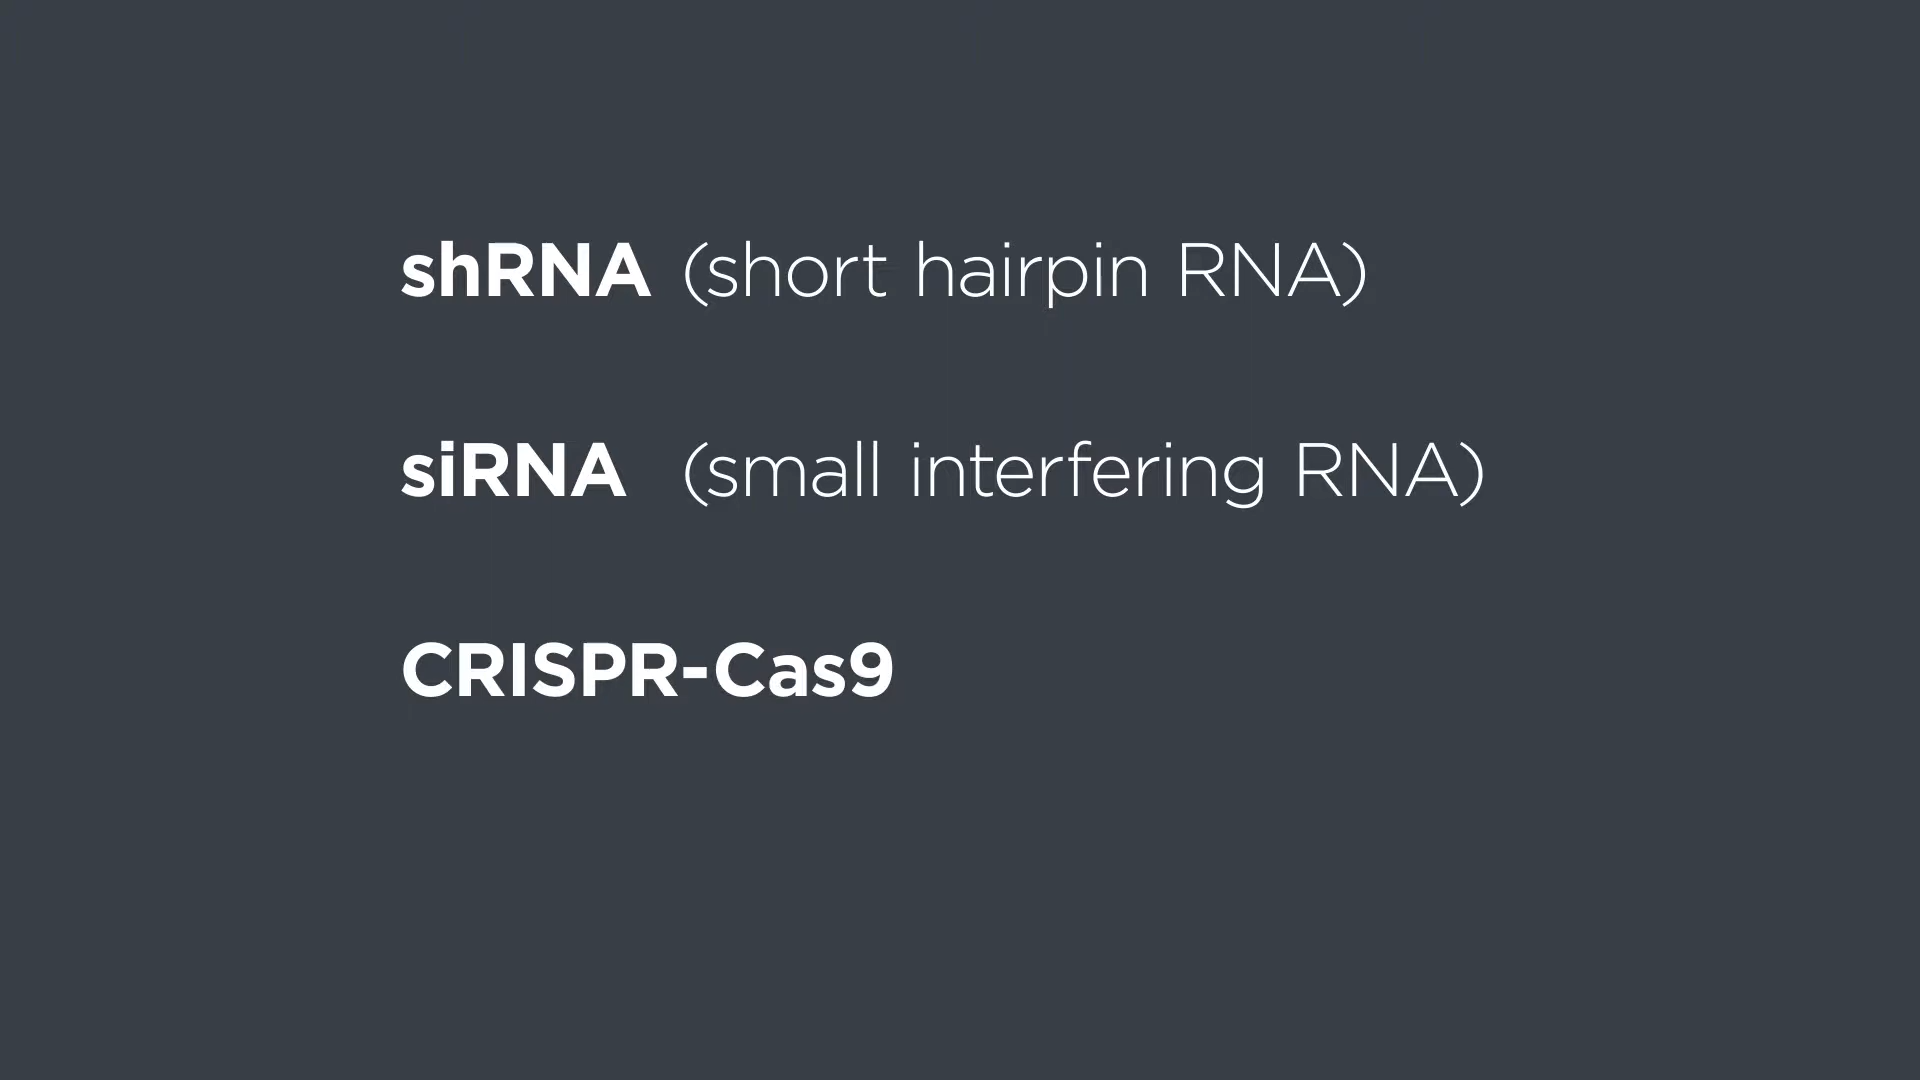 shRNA (short hairpin RNA)
siRNA (small interfering RNA)
CRISPR-Cas9